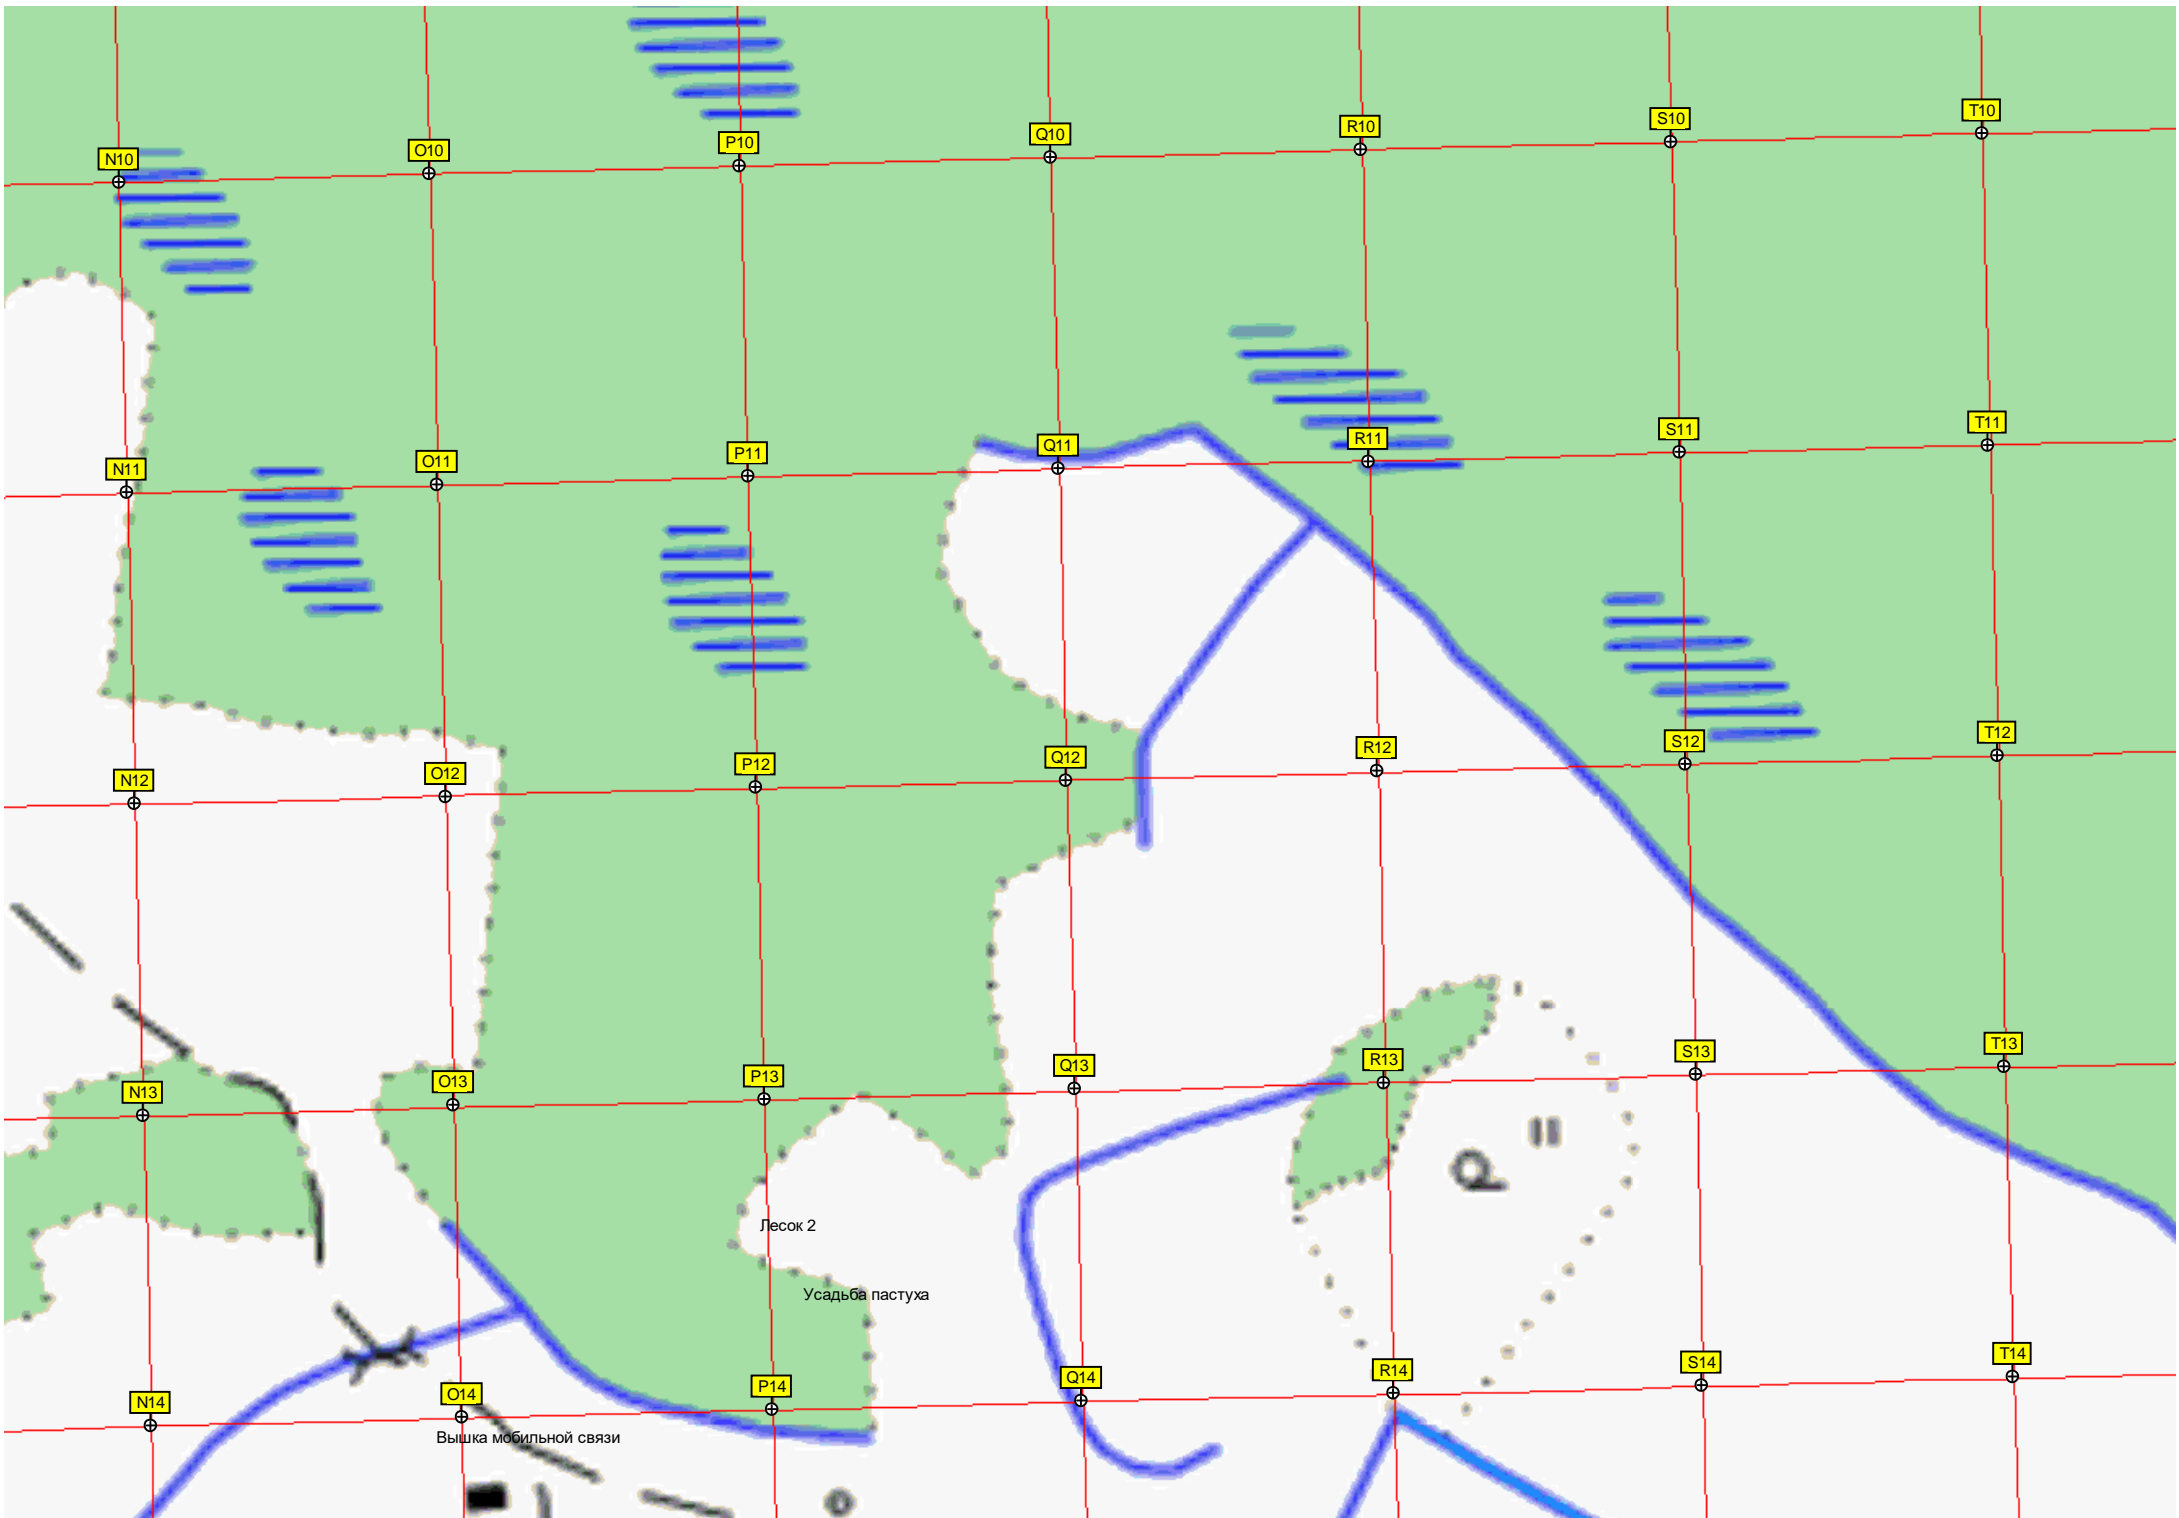 N10
O10
P10
Q10
R10
S10
T10
N11
O11
P11
Q11
R11
S11
T11
N12
O12
P12
Q12
R12
S12
T12
N13
O13
P13
Q13
R13
S13
T13
Лесок 2
Усадьба пастуха
N14
O14
P14
Q14
R14
S14
T14
Вышка мобильной связи